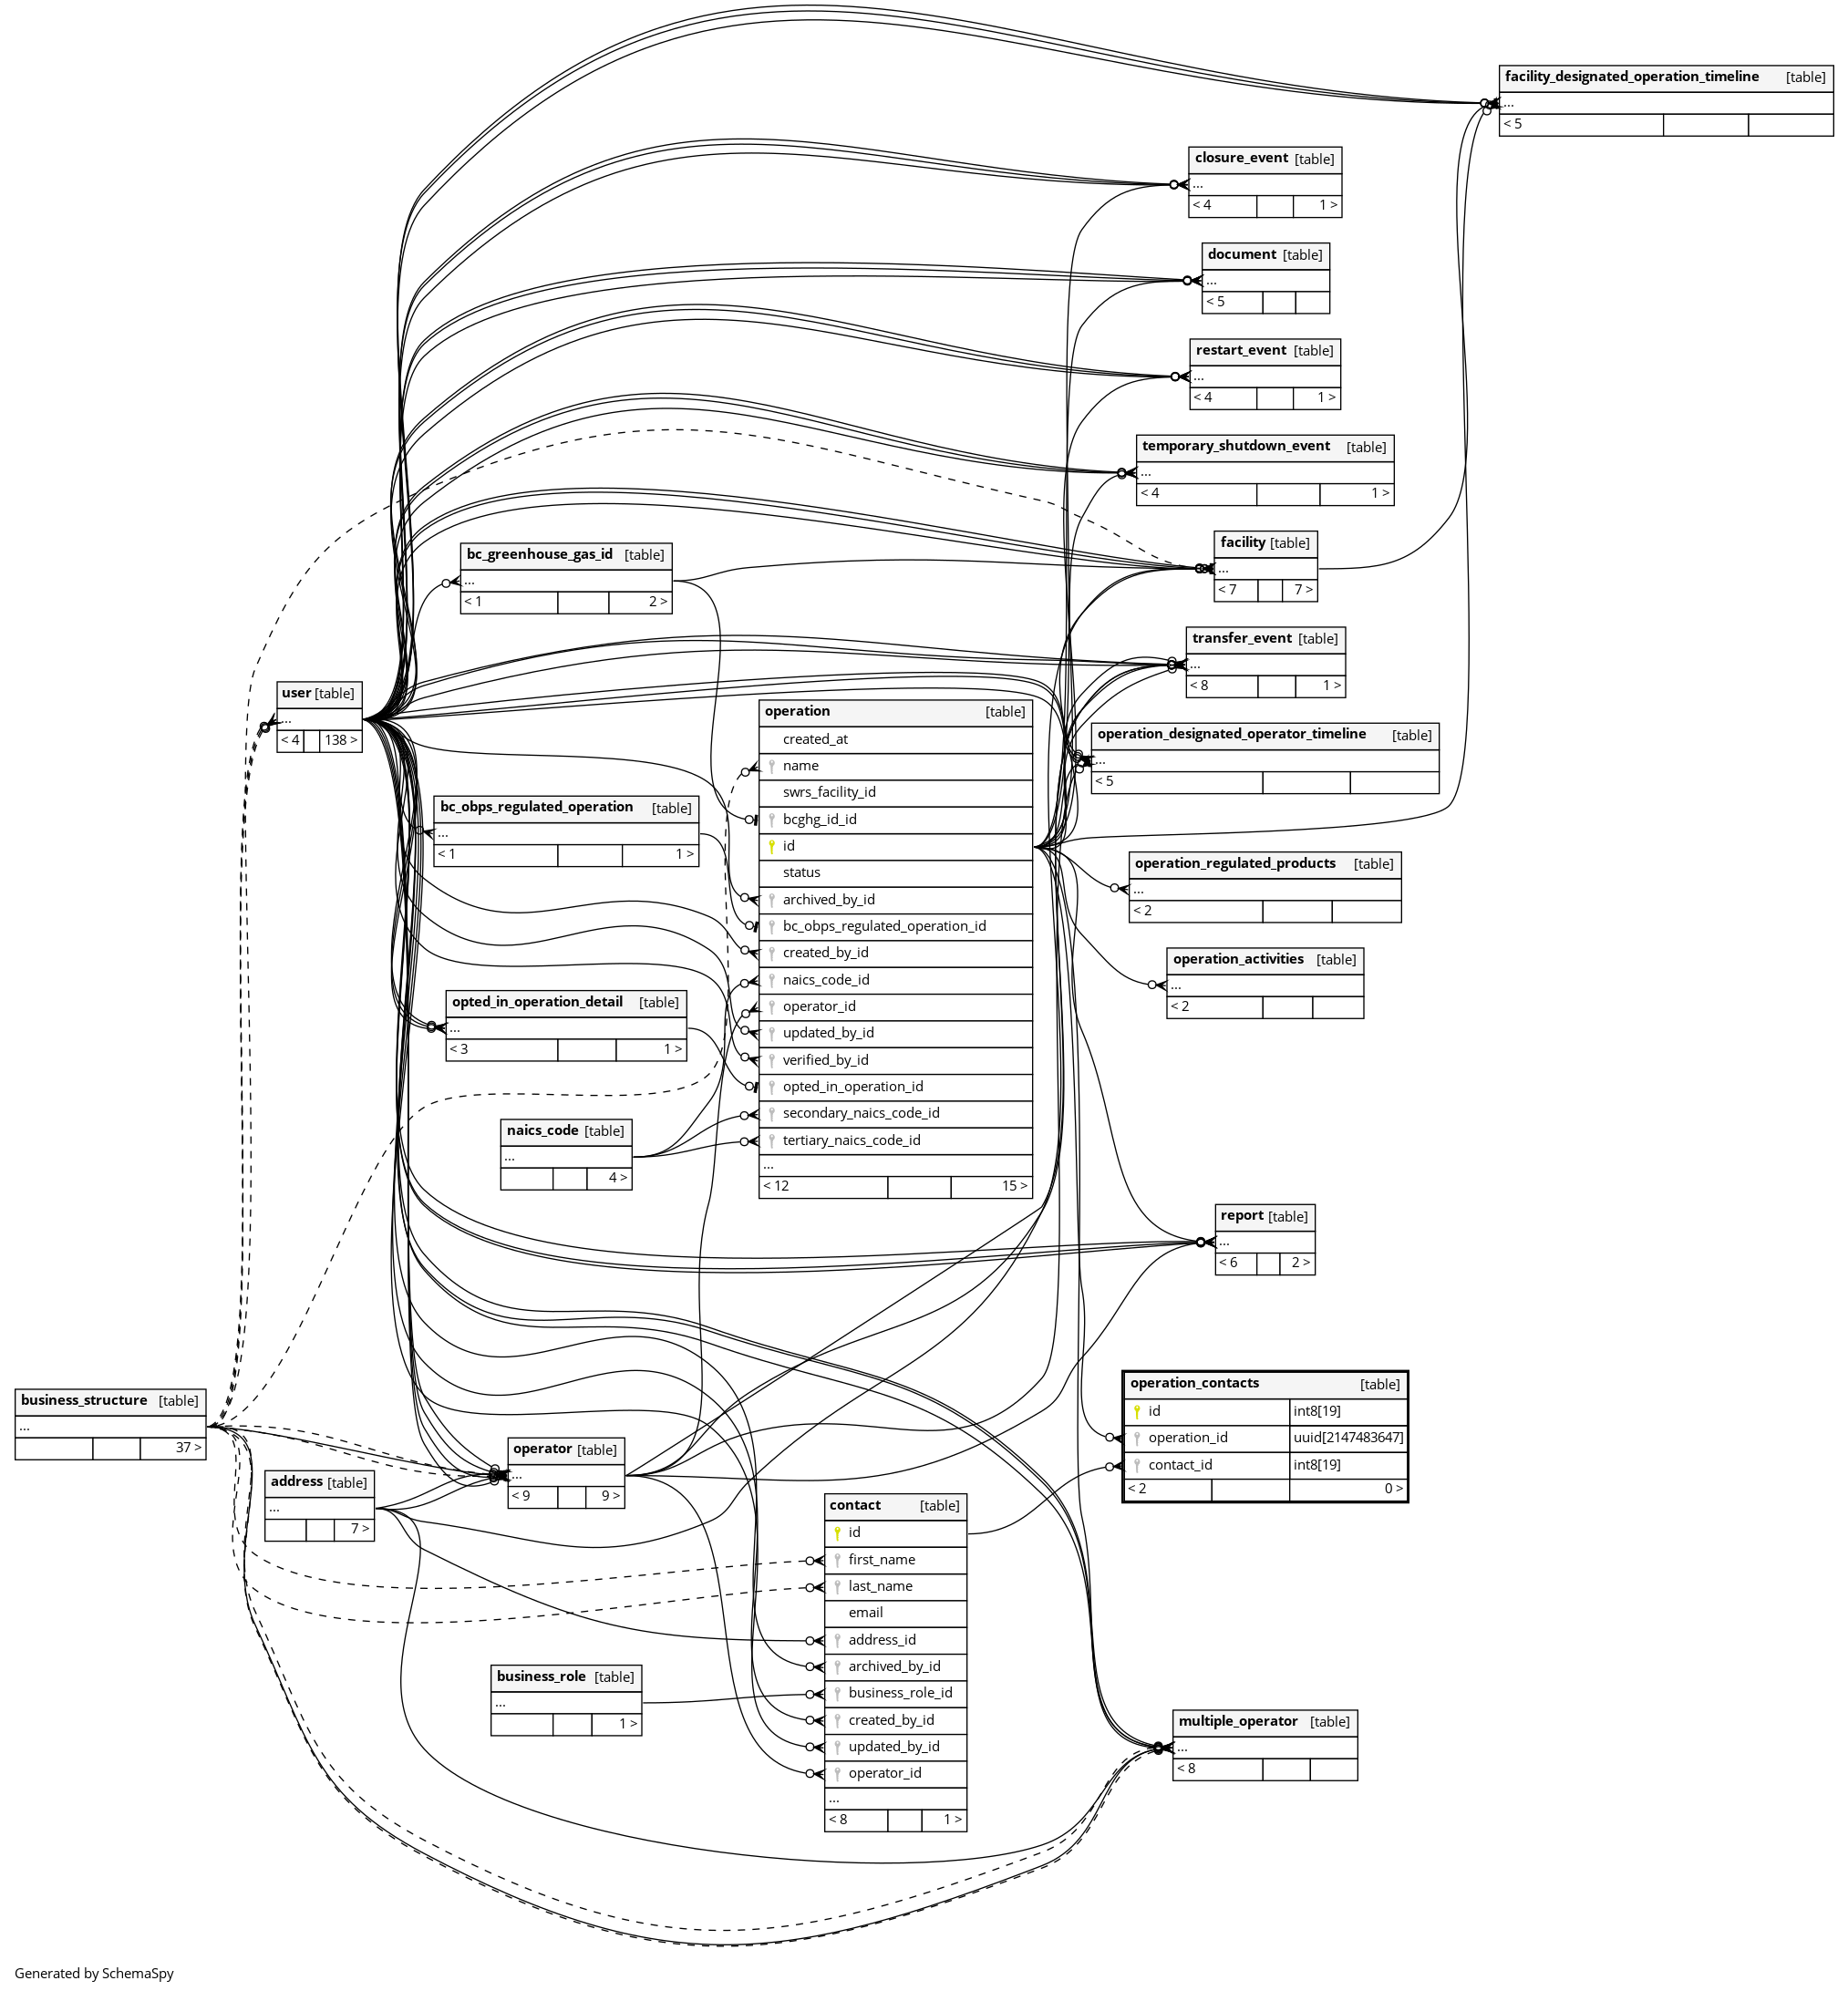 facility_designated_operation_timeline [table]
...
< 5
closure_event [table]
...
< 4 1 >
document [table]
...
< 5
restart_event [table]
...
< 4 1 >
temporary_shutdown_event [table]
...
< 4 1 >
facility [table]
...
< 7 7 >
bc_greenhouse_gas_id [table]
...
< 1 2 >
transfer_event [table]
...
< 8 1 >
user [table]
...
< 4 138 >
operation [table]
created_at
name
swrs_facility_id
bcghg_id_id
id
status
archived_by_id
bc_obps_regulated_operation_id
created_by_id
naics_code_id
operator_id
updated_by_id
verified_by_id
opted_in_operation_id
secondary_naics_code_id
tertiary_naics_code_id
...
< 12 15 >
operation_designated_operator_timeline [table]
...
< 5
bc_obps_regulated_operation [table]
...
< 1 1 >
operation_regulated_products [table]
...
< 2
operation_activities [table]
...
< 2
opted_in_operation_detail [table]
...
< 3 1 >
naics_code [table]
...
4 >
report [table]
...
< 6 2 >
operation_contacts [table]
id int8[19]
operation_id uuid[2147483647]
contact_id int8[19]
< 2 0 >
business_structure [table]
...
37 >
operator [table]
...
< 9 9 >
address [table]
...
7 >
contact [table]
id
first_name
last_name
email
address_id
archived_by_id
business_role_id
created_by_id
updated_by_id
operator_id
...
< 8 1 >
business_role [table]
...
1 >
multiple_operator [table]
...
< 8
Generated by SchemaSpy